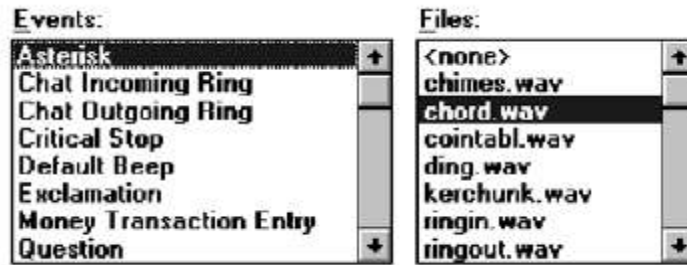 Events:
Asterisk
Chat Incoming Ring
Chat Outgoing Ring
Critical Stop
Default Beep
Exclamation
Money Transaction Entry
Question
Files:
<none>
chimes.wav
chord.wav
cointabl.wav
ding.wav
kerchunk.wav
ringin.wav
ringout.wav